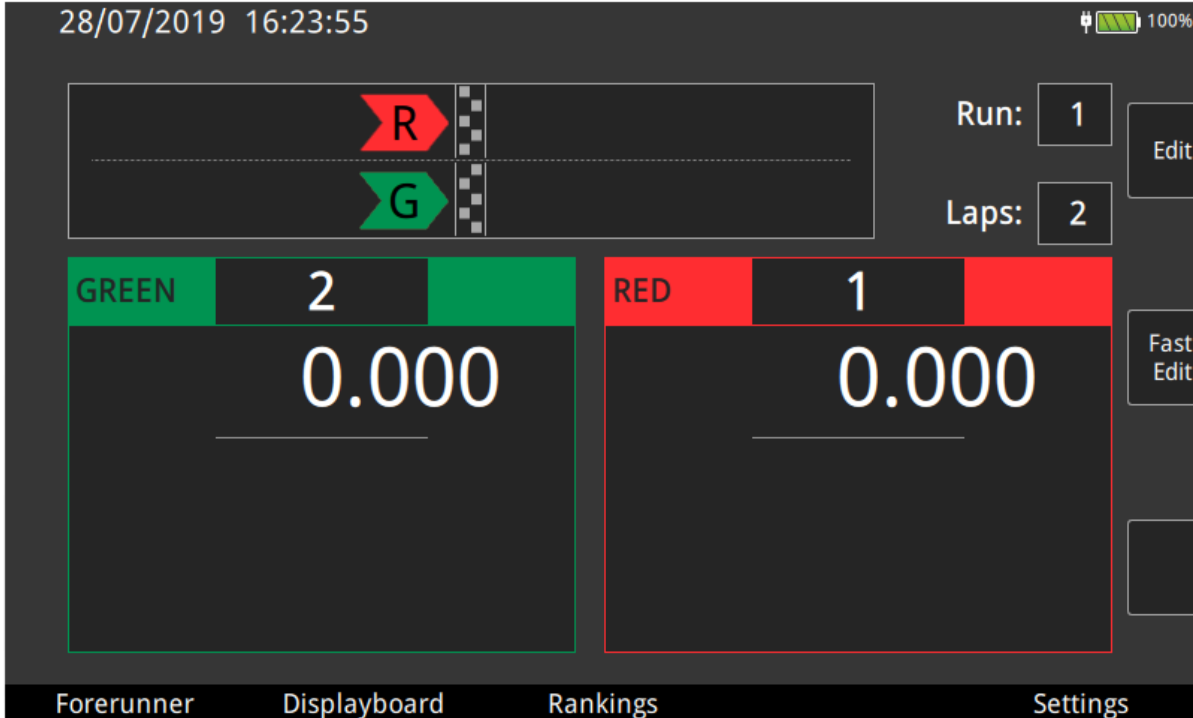 28/07/2019 16:23:55 100%
R
Run: 1
Edit
G
Laps: 2
GREEN 2 RED 1
0.000 0.000
Fast
Edit
Forerunner Displayboard Rankings Settings